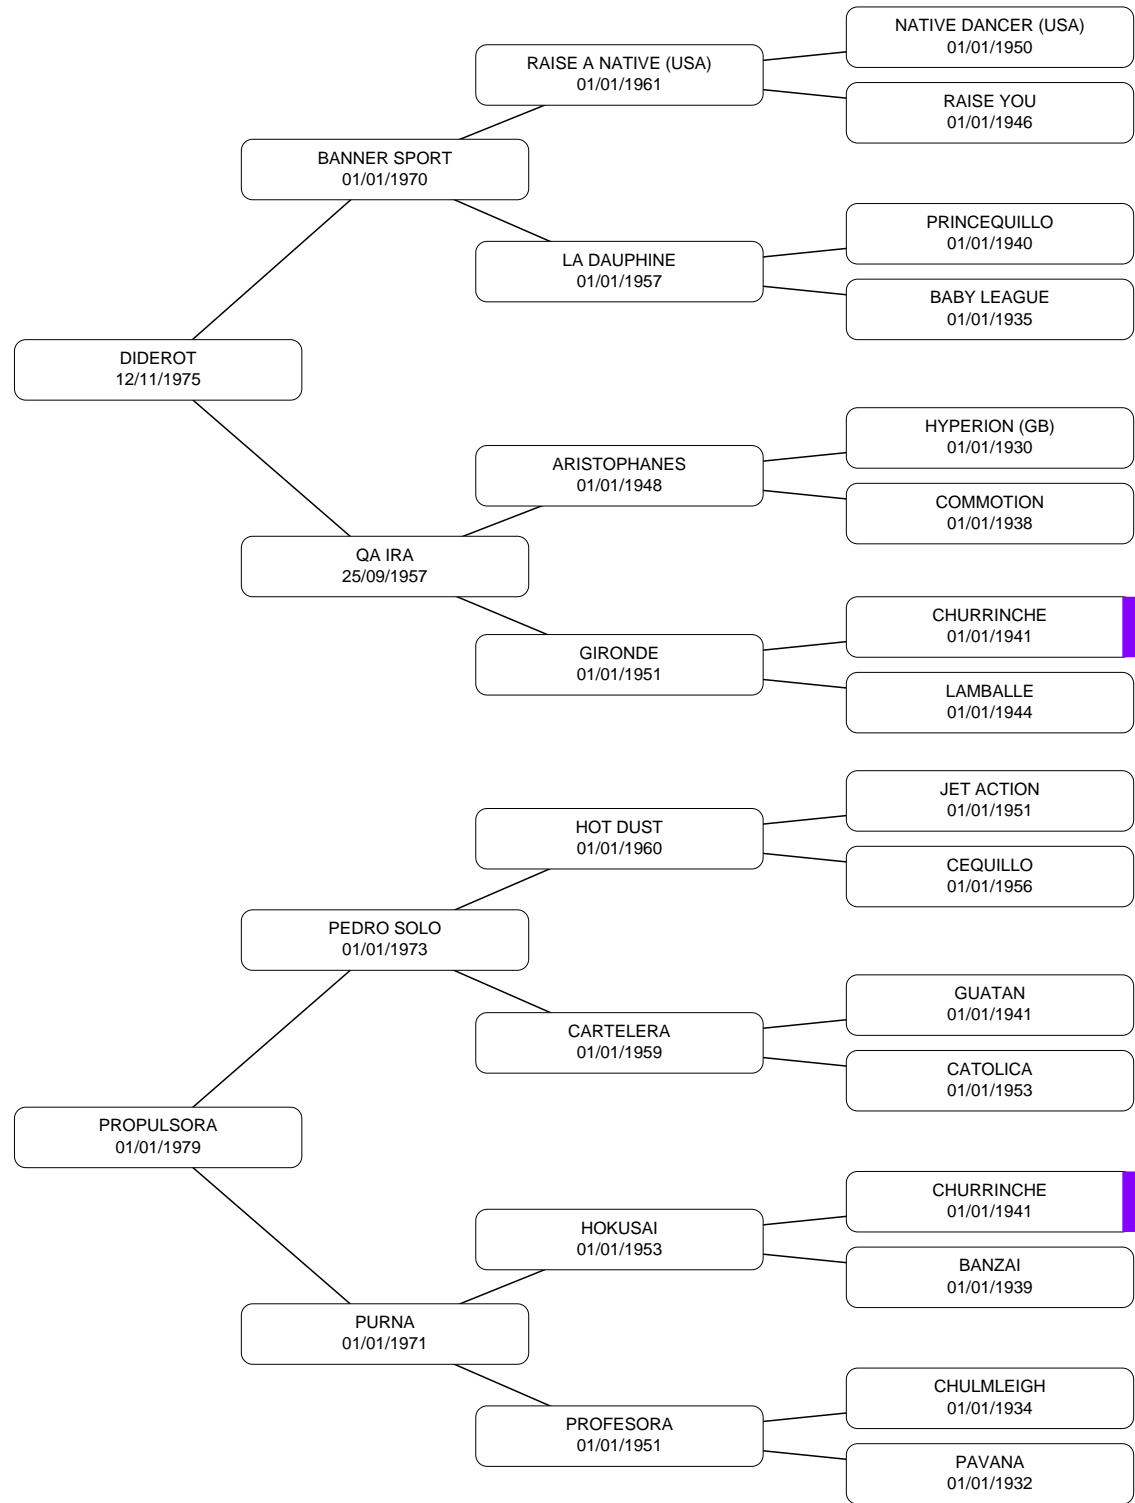 NATIVE DANCER (USA)
01/01/1950
RAISE A NATIVE (USA)
01/01/1961
RAISE YOU
01/01/1946
BANNER SPORT
01/01/1970
PRINCEQUILLO
01/01/1940
LA DAUPHINE
01/01/1957
BABY LEAGUE
01/01/1935
DIDEROT
12/11/1975
HYPERION (GB)
01/01/1930
ARISTOPHANES
01/01/1948
COMMOTION
01/01/1938
QA IRA
25/09/1957
CHURRINCHE
01/01/1941
GIRONDE
01/01/1951
LAMBALLE
01/01/1944
JET ACTION
01/01/1951
HOT DUST
01/01/1960
CEQUILLO
01/01/1956
PEDRO SOLO
01/01/1973
GUATAN
01/01/1941
CARTELERA
01/01/1959
CATOLICA
01/01/1953
PROPULSORA
01/01/1979
CHURRINCHE
01/01/1941
HOKUSAI
01/01/1953
BANZAI
01/01/1939
PURNA
01/01/1971
CHULMLEIGH
01/01/1934
PROFESORA
01/01/1951
PAVANA
01/01/1932